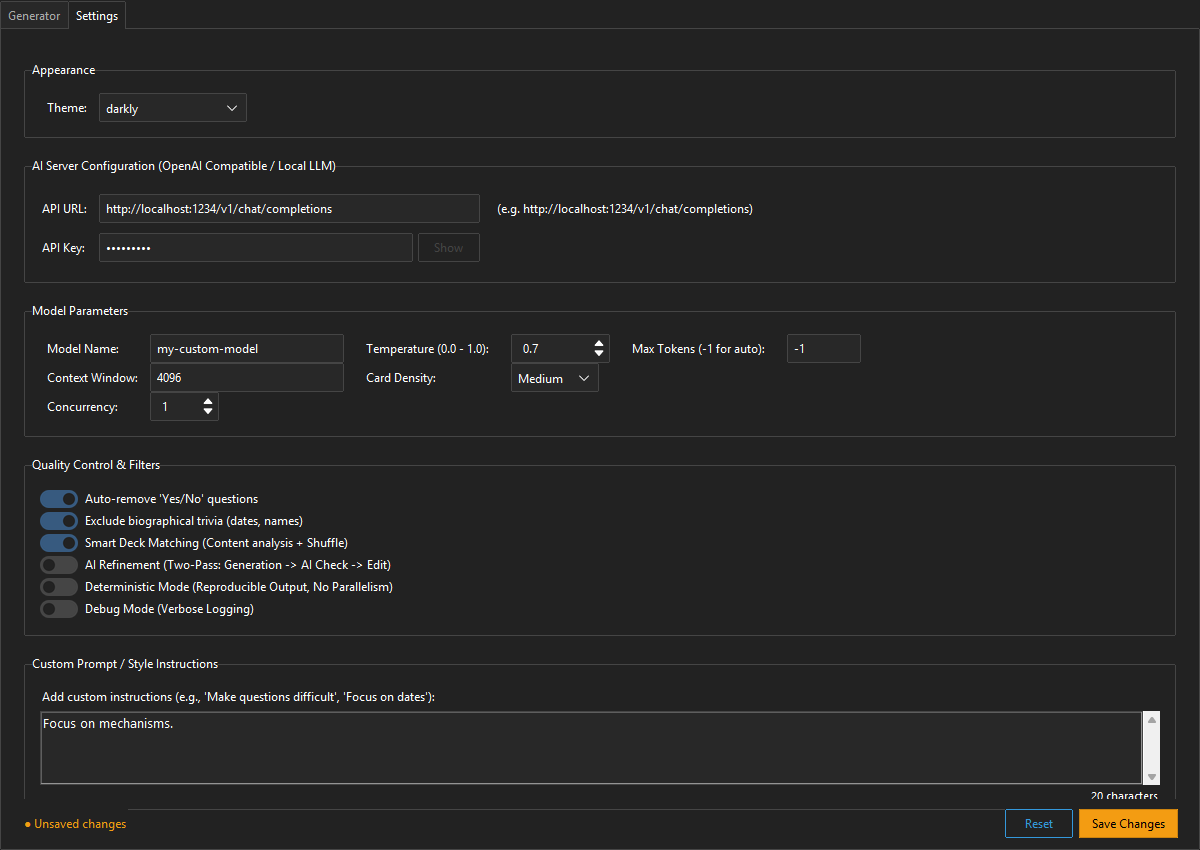 Generator Settings
Appearance
Theme: darkly
AI Server Configuration (OpenAI Compatible / Local LLM)
API URL: http://localhost:1234/v1/chat/completions (e.g. http://localhost:1234/v1/chat/completions)
API Key: ••••••••• Show
Model Parameters
Model Name: my-custom-model Temperature (0.0 - 1.0): 0.7 Max Tokens (-1 for auto): -1
Context Window: 4096 Card Density: Medium
Concurrency: 1
Quality Control & Filters
Auto-remove 'Yes/No' questions
Exclude biographical trivia (dates, names)
Smart Deck Matching (Content analysis + Shuffle)
AI Refinement (Two-Pass: Generation -> AI Check -> Edit)
Deterministic Mode (Reproducible Output, No Parallelism)
Debug Mode (Verbose Logging)
Custom Prompt / Style Instructions
Add custom instructions (e.g., 'Make questions difficult', 'Focus on dates'):
Focus on mechanisms.
20 characters
● Unsaved changes Reset Save Changes